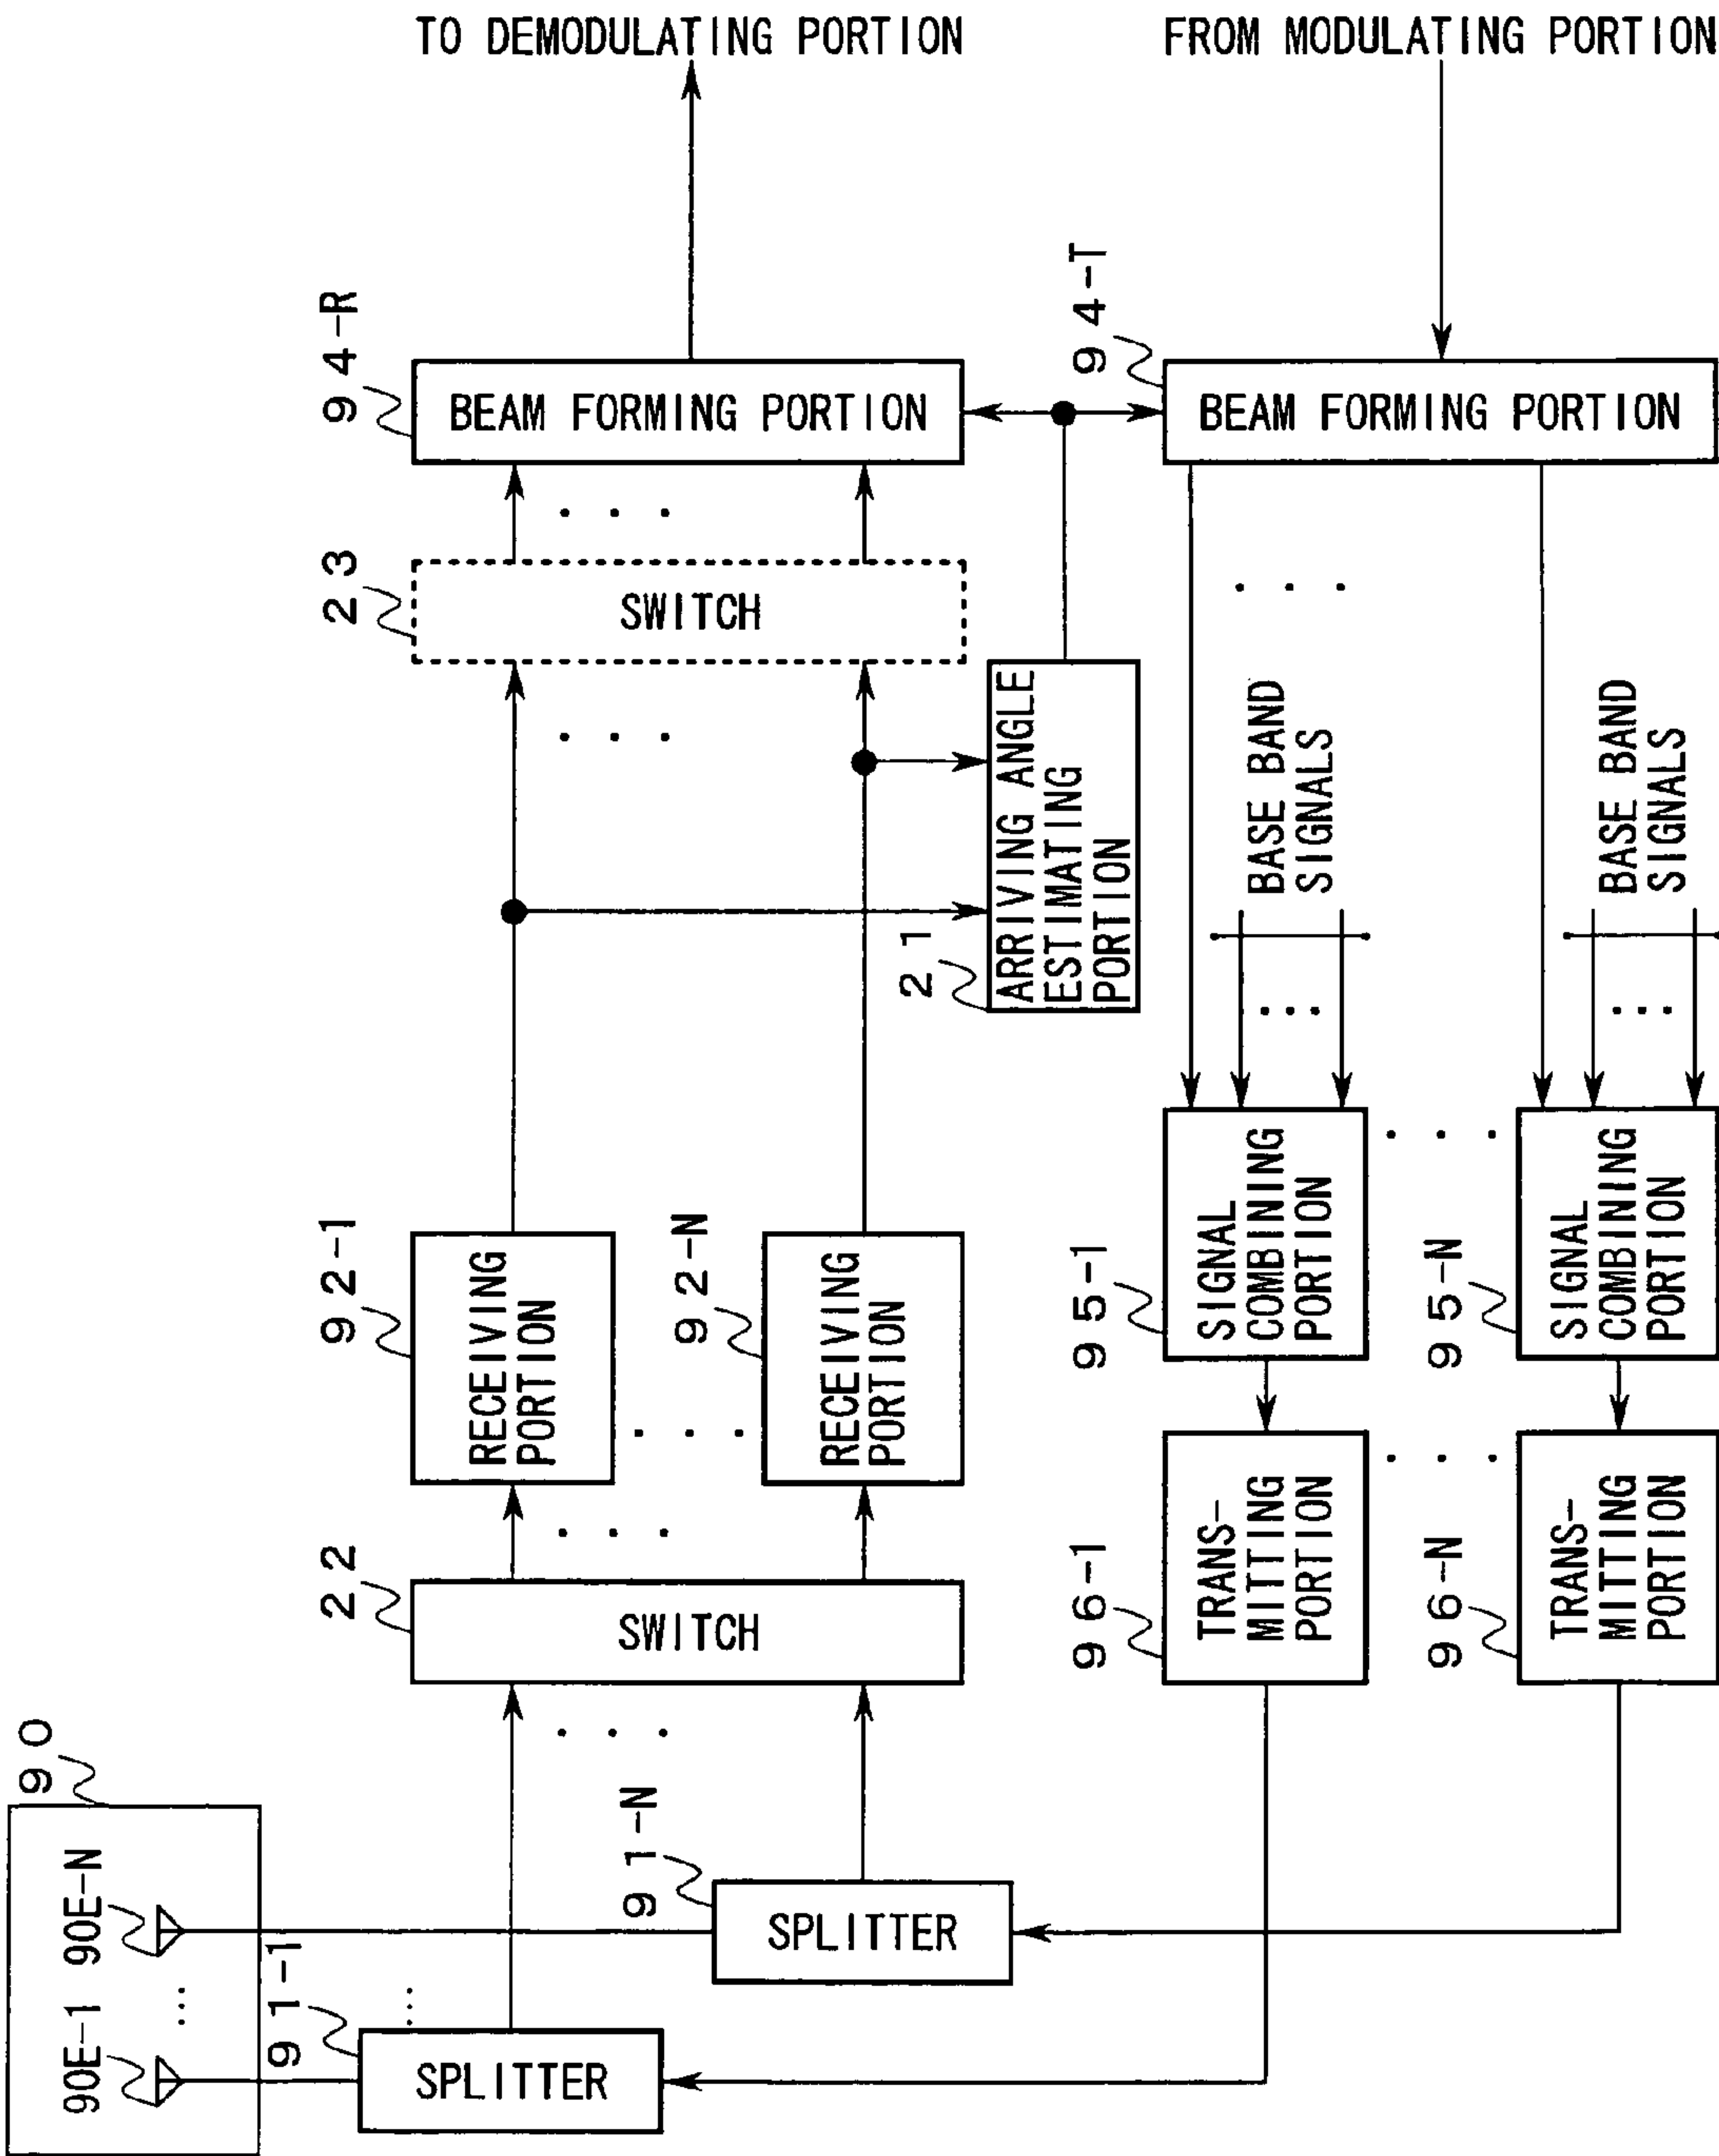 TO DEMODULATING PORTION
FROM MODULATING PORTION
94-R
BEAM FORMING PORTION
94-T
BEAM FORMING PORTION
23
SWITCH
21
ARRIVING ANGLE
ESTIMATING
PORTION
BASE BAND
SIGNALS
BASE BAND
SIGNALS
92-1
RECEIVING
PORTION
92-N
RECEIVING
PORTION
95-1
SIGNAL
COMBINING
PORTION
95-N
SIGNAL
COMBINING
PORTION
22
SWITCH
96-1
TRANS-
MITTING
PORTION
96-N
TRANS-
MITTING
PORTION
90
90E-1
90E-N
91-1
SPLITTER
91-N
SPLITTER